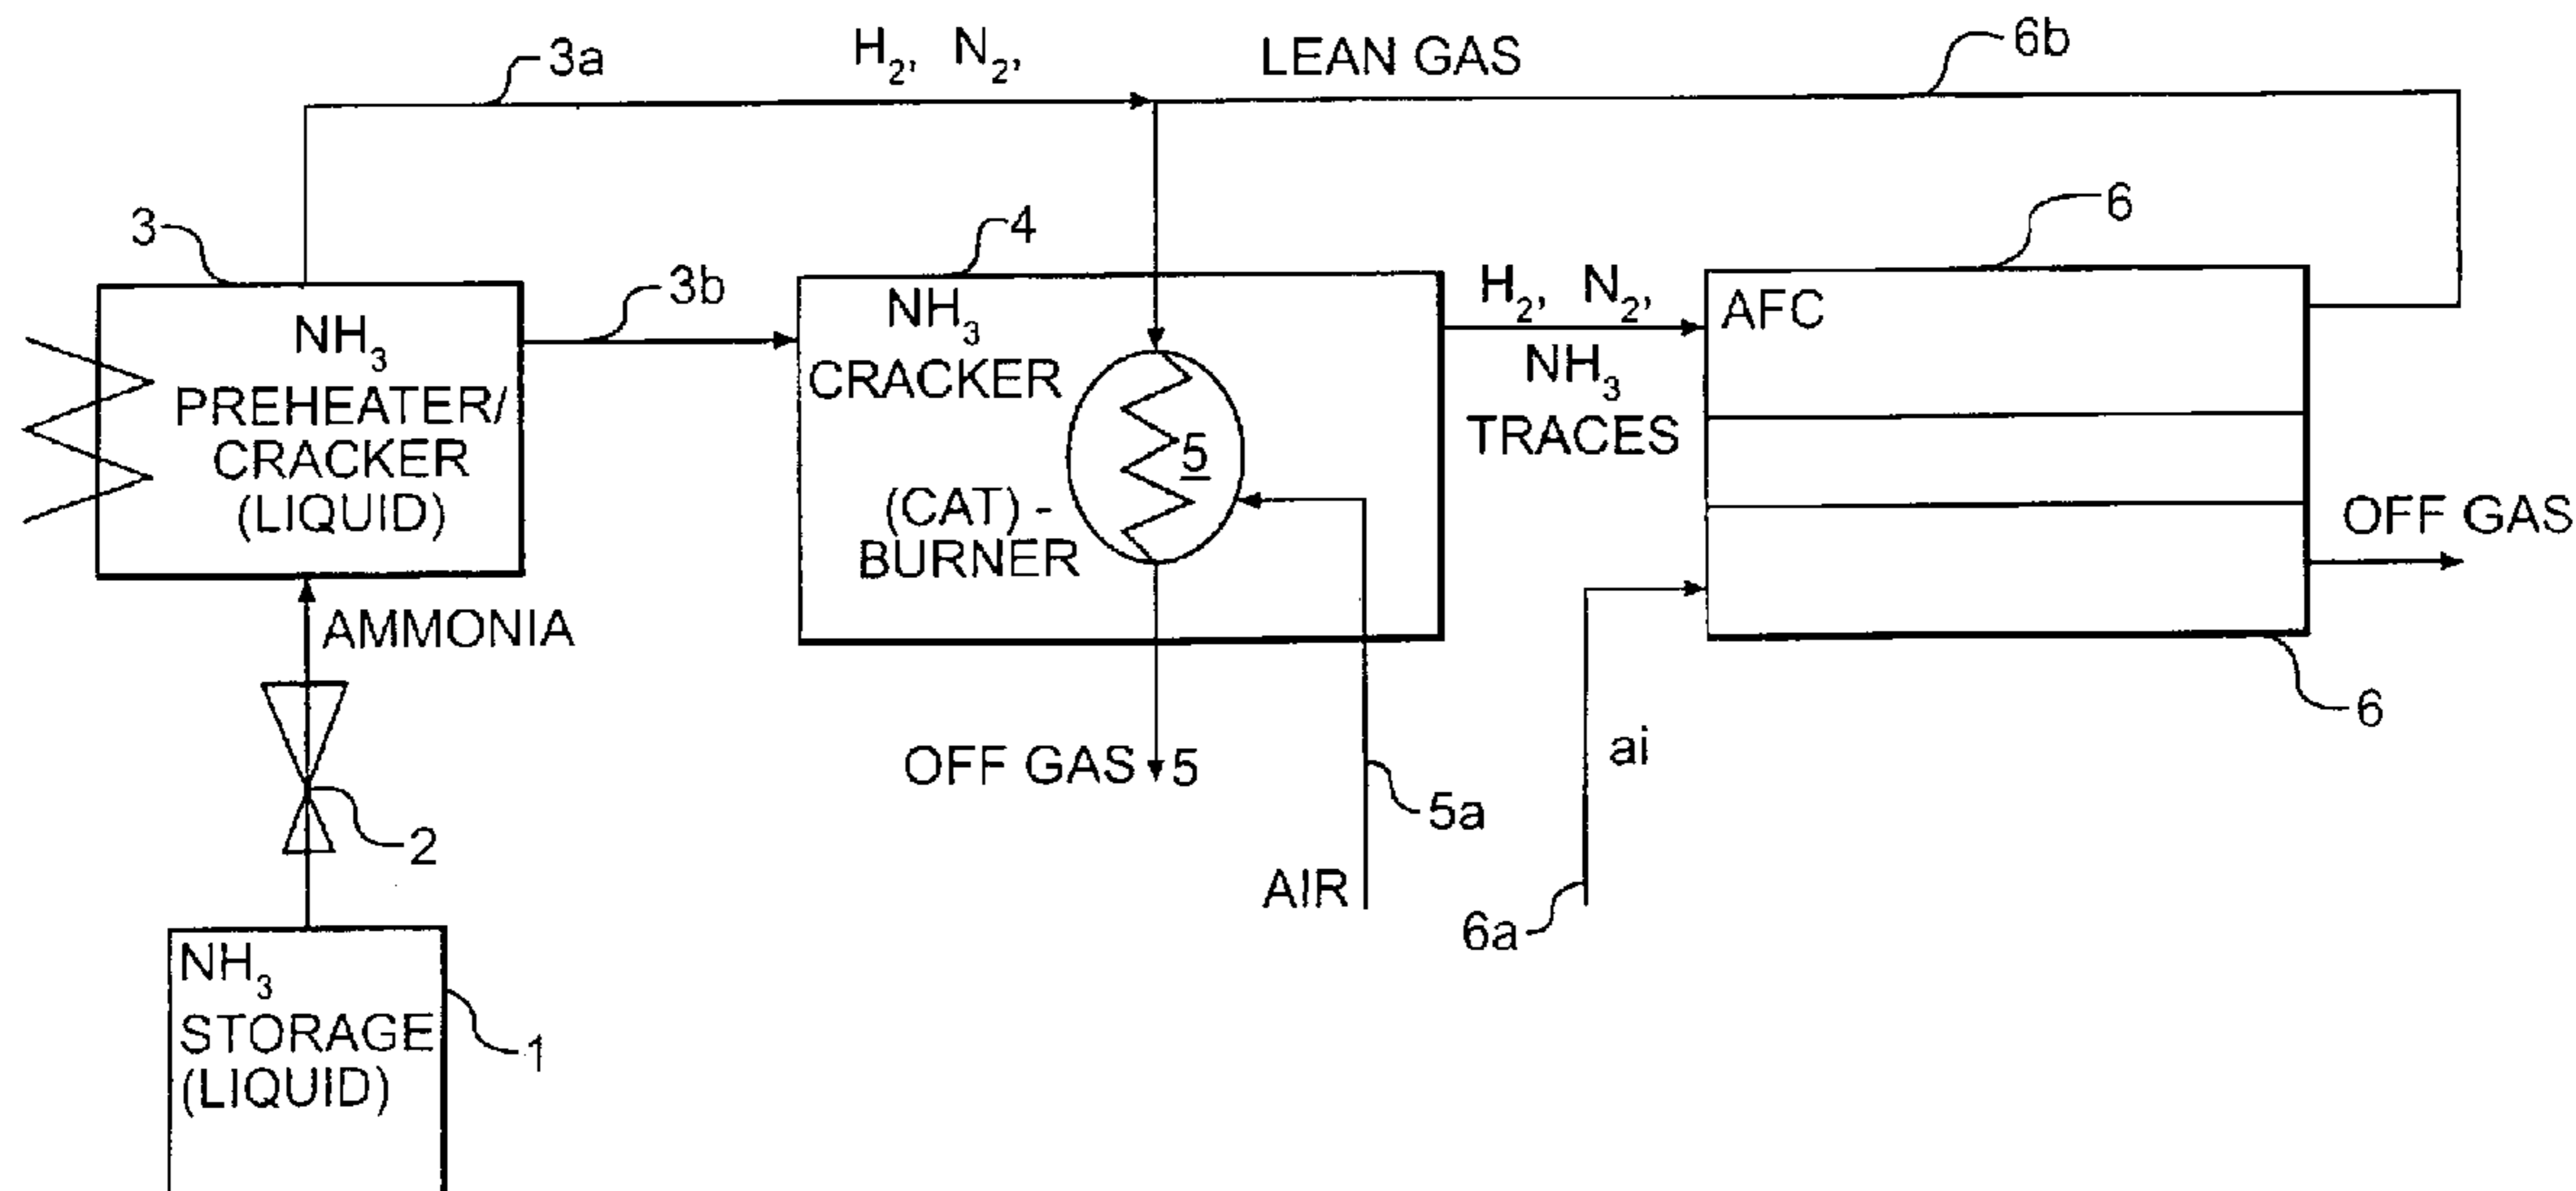 3a
H₂, N₂,
LEAN GAS
6b
3
NH₃
PREHEATER/
CRACKER
(LIQUID)
3b
4
NH₃
CRACKER
5
(CAT) -
BURNER
H₂, N₂,
NH₃
TRACES
6
AFC
OFF GAS
6
AMMONIA
2
OFF GAS
5
5a
AIR
ai
6a
NH₃
STORAGE
(LIQUID)
1